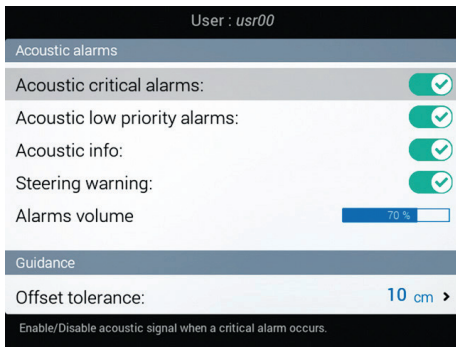 User : usr00
Acoustic alarms
Acoustic critical alarms:
Acoustic low priority alarms:
Acoustic info:
Steering warning:
Alarms volume 70 %
Guidance
Offset tolerance: 10 cm >
Enable/Disable acoustic signal when a critical alarm occurs.